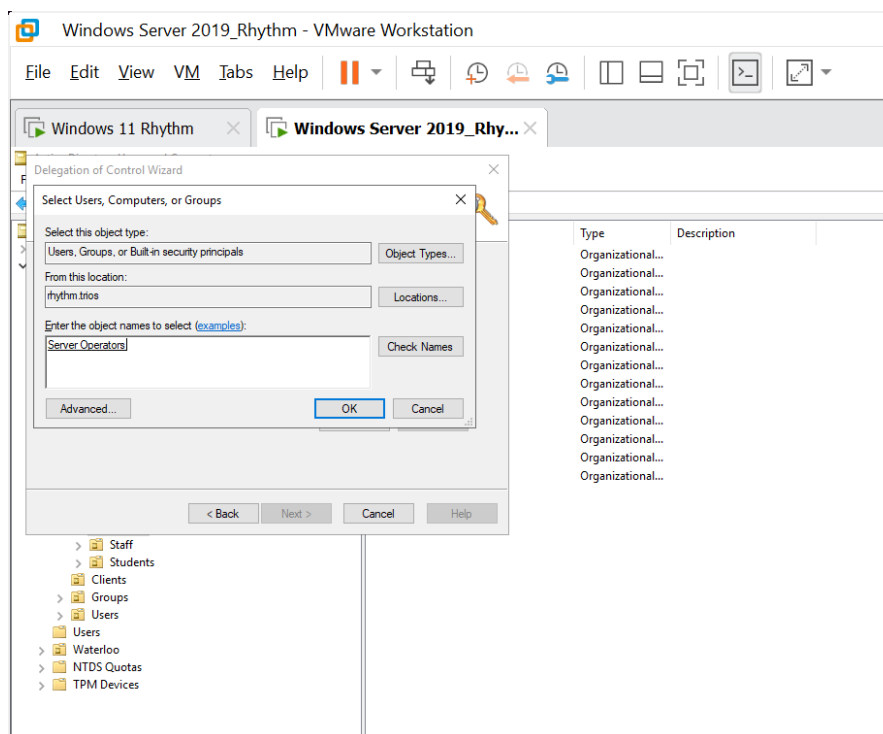 Windows Server 2019_Rhythm - VMware Workstation
File Edit View VM Tabs Help
Windows 11 Rhythm
Windows Server 2019_Rhy...
Delegation of Control Wizard
F
Select Users, Computers, or Groups
Select this object type:
Users, Groups, or Built-in security principals
Object Types...
From this location:
rhythm.trios
Locations...
Enter the object names to select (examples):
Server Operators
Check Names
Advanced...
OK
Cancel
< Back
Next >
Cancel
Help
Type
Description
Organizational...
Organizational...
Organizational...
Organizational...
Organizational...
Organizational...
Organizational...
Organizational...
Organizational...
Organizational...
Organizational...
Organizational...
Organizational...
Staff
Students
Clients
Groups
Users
Users
Waterloo
NTDS Quotas
TPM Devices